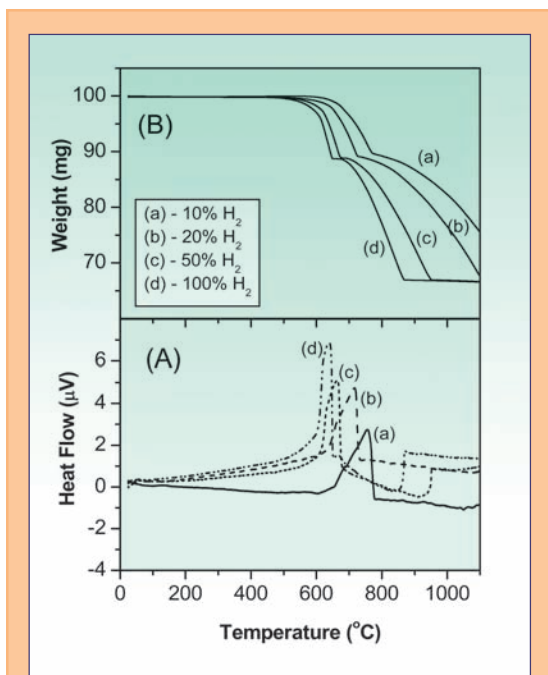 100
90
80
70
Weight (mg)
(B)
(a)
(b)
(c)
(d)
(a) - 10% H2
(b) - 20% H2
(c) - 50% H2
(d) - 100% H2
(A)
(d)
(c)
(b)
(a)
6
4
2
0
-2
-4
Heat Flow (μV)
0 200 400 600 800 1000
Temperature (°C)